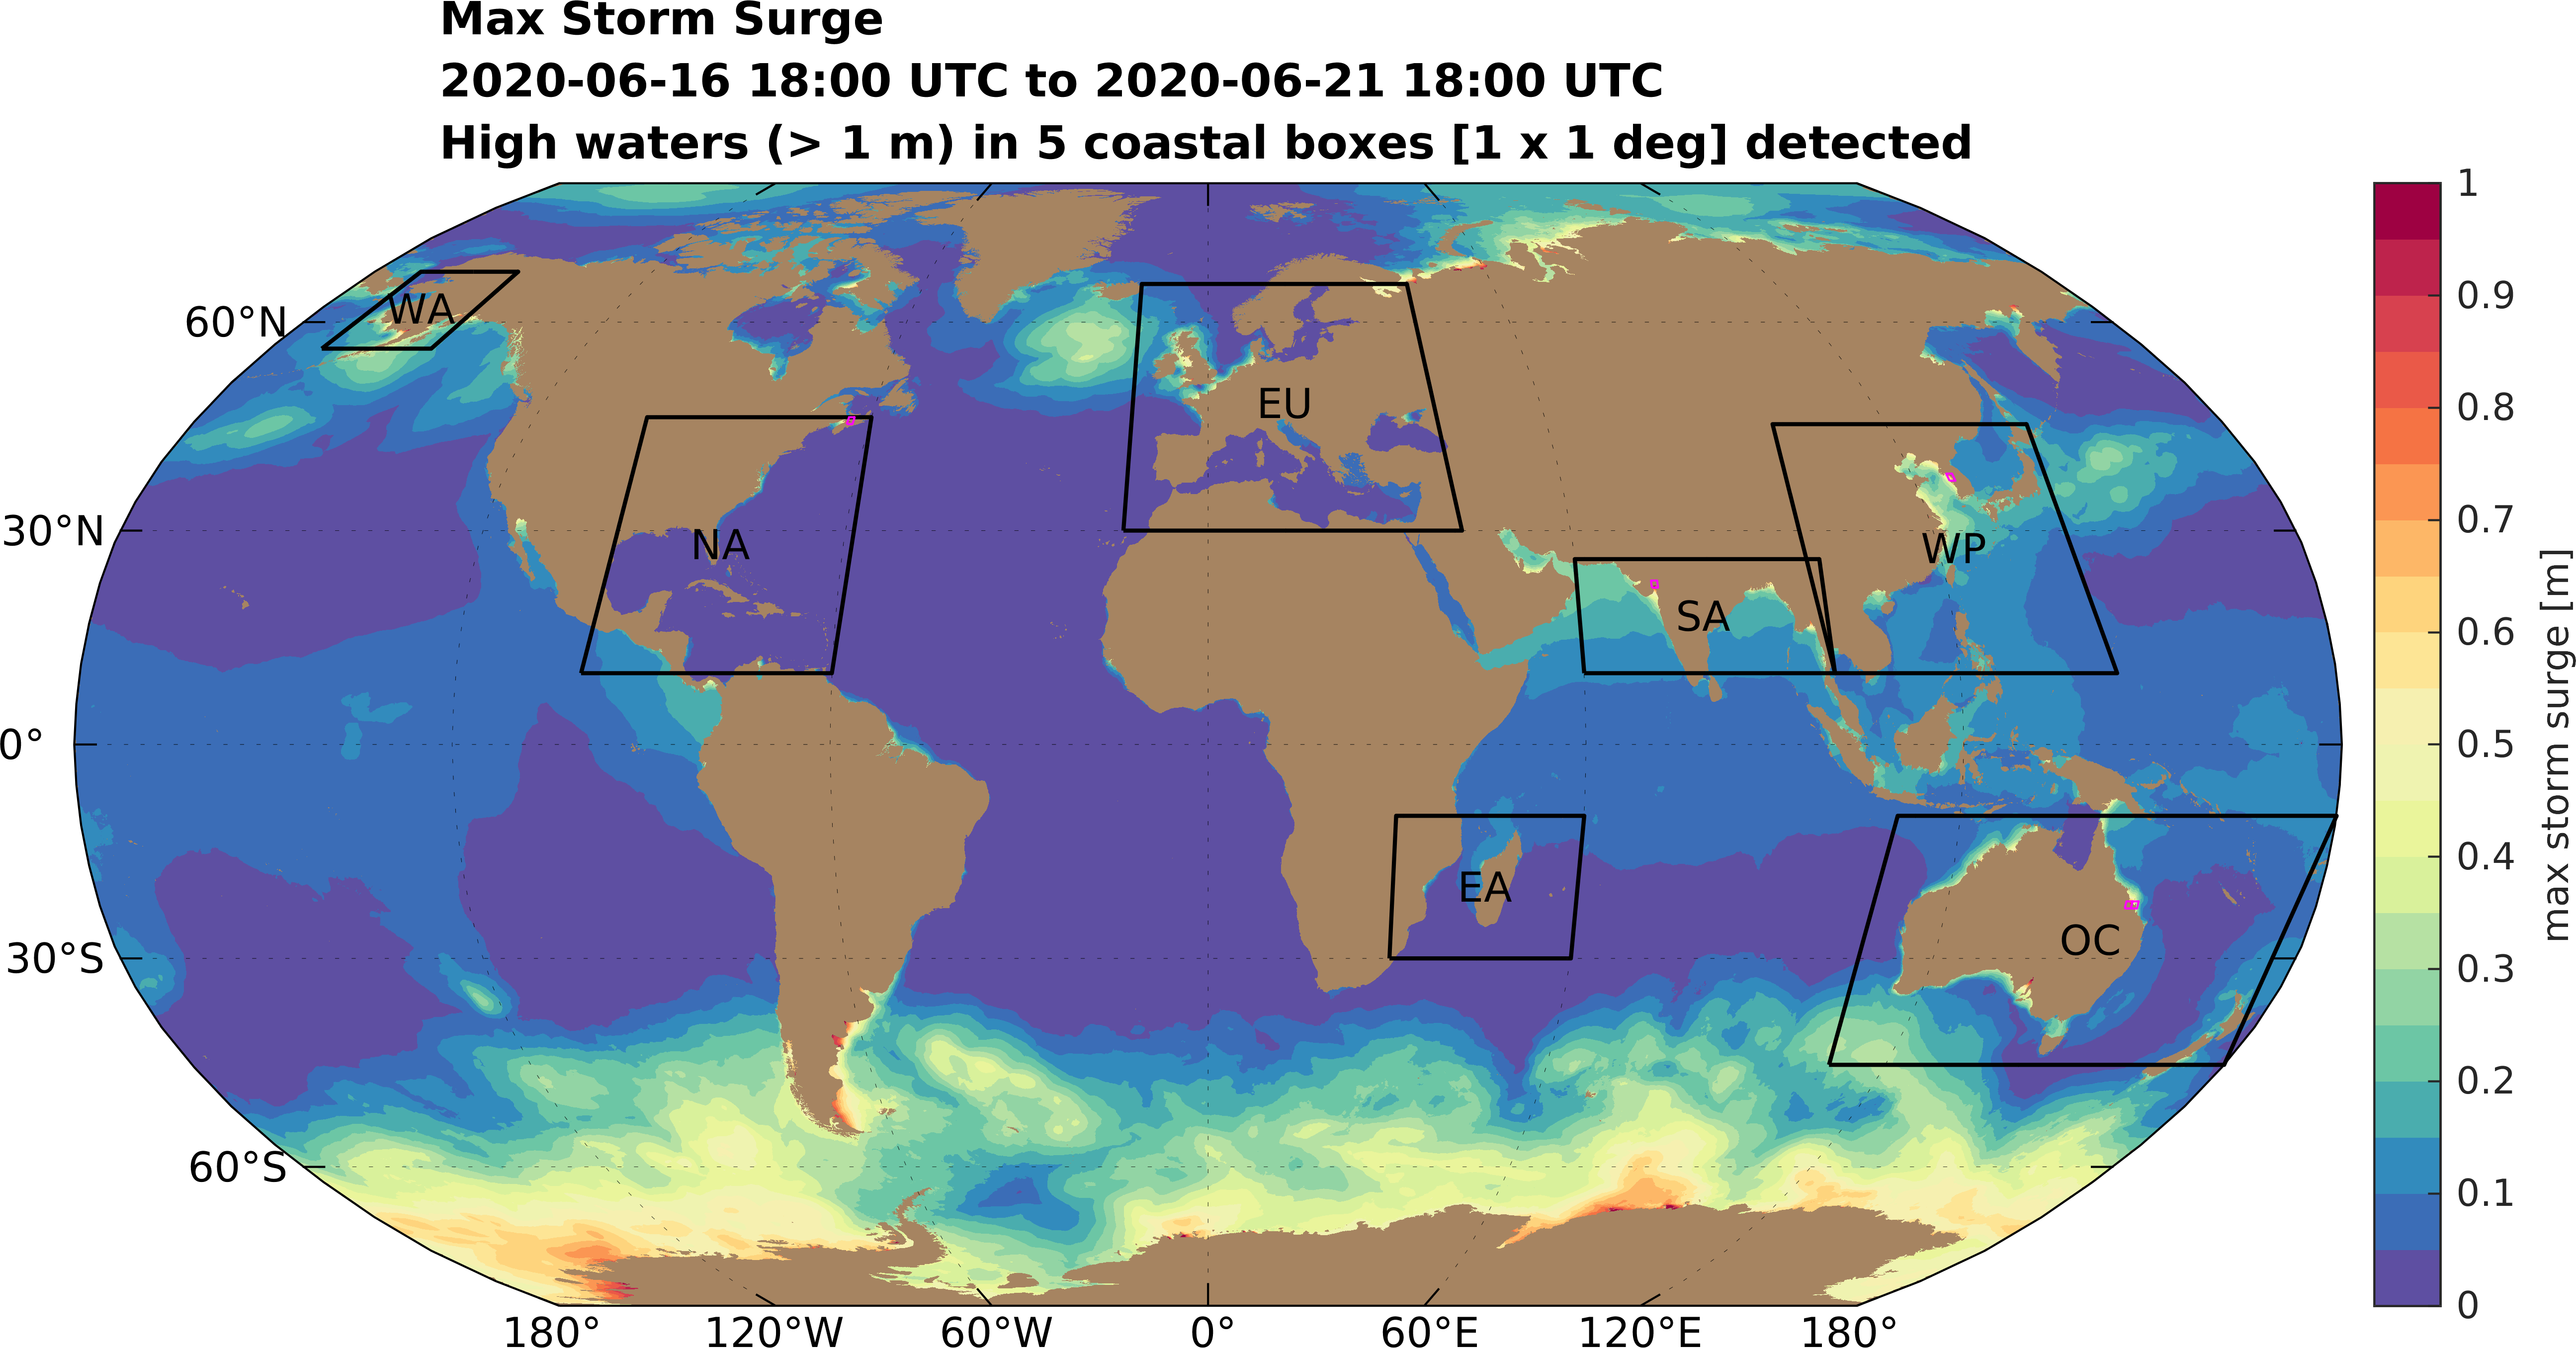 Max Storm Surge
2020-06-16 18:00 UTC to 2020-06-21 18:00 UTC
High waters (> 1 m) in 5 coastal boxes [1 x 1 deg] detected
60°N
30°N
0°
30°S
60°S
WA
NA
EU
SA
WP
EA
OC
180°
120°W
60°W
0°
60°E
120°E
180°
1
0.9
0.8
0.7
0.6
0.5
0.4
0.3
0.2
0.1
0
max storm surge [m]